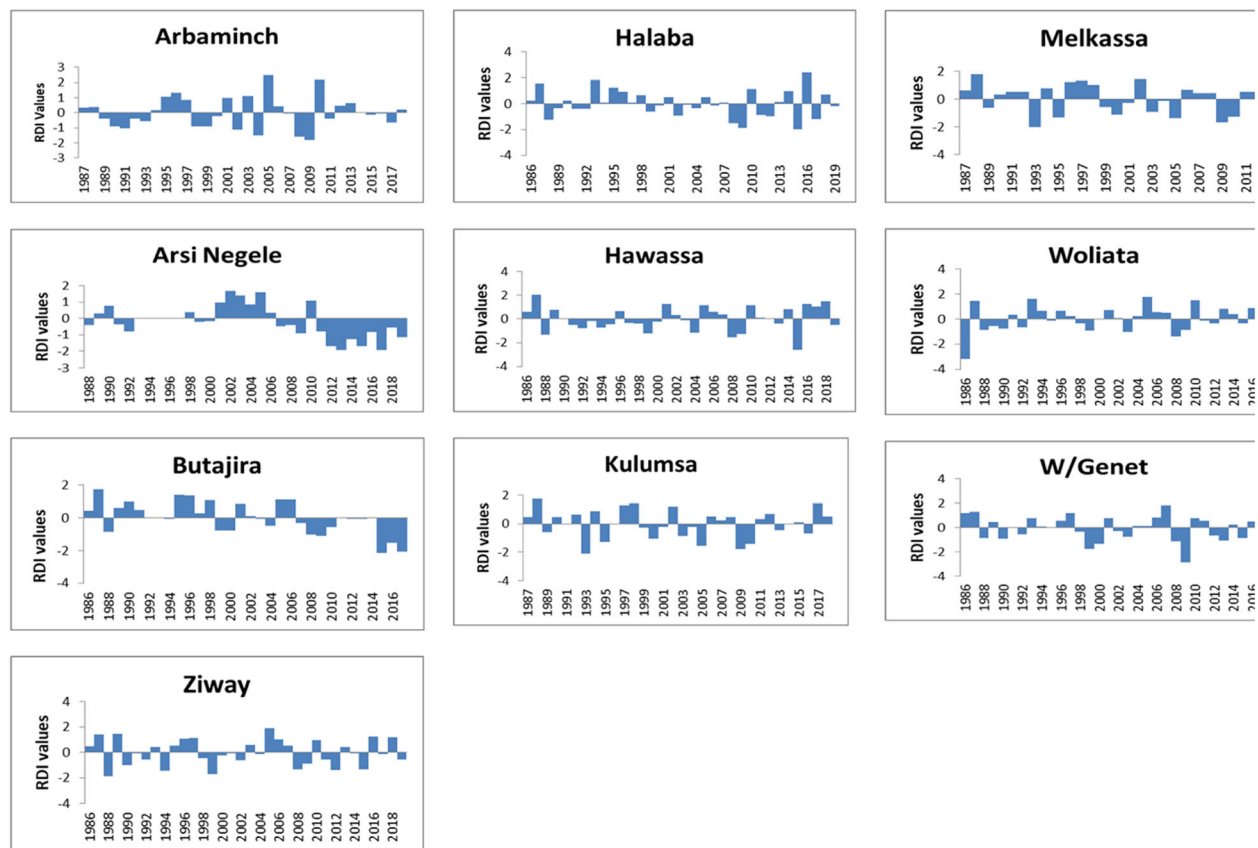 Arbaminch
RDI values
3
2
1
0
-1
-2
-3
1987 1989 1991 1993 1995 1997 1999 2001 2003 2005 2007 2009 2011 2013 2015 2017
Halaba
RDI values
4
2
0
-2
-4
1986 1989 1992 1995 1998 2001 2004 2007 2010 2013 2016 2019
Melkassa
RDI values
2
0
-2
-4
1987 1989 1991 1993 1995 1997 1999 2001 2003 2005 2007 2009 2011
Arsi Negele
RDI values
2
1
0
-1
-2
-3
1988 1990 1992 1994 1996 1998 2000 2002 2004 2006 2008 2010 2012 2014 2016 2018
Hawassa
RDI values
4
2
0
-2
-4
1986 1988 1990 1992 1994 1996 1998 2000 2002 2004 2006 2008 2010 2012 2014 2016 2018
Woliata
RDI values
4
2
0
-2
-4
1986 1988 1990 1992 1994 1996 1998 2000 2002 2004 2006 2008 2010 2012 2014 2016
Butajira
RDI values
2
0
-2
-4
1986 1988 1990 1992 1994 1996 1998 2000 2002 2004 2006 2008 2010 2012 2014 2016
Kulumsa
RDI values
2
0
-2
-4
1987 1989 1991 1993 1995 1997 1999 2001 2003 2005 2007 2009 2011 2013 2015 2017
W/Genet
RDI values
4
2
0
-2
-4
1986 1988 1990 1992 1994 1996 1998 2000 2002 2004 2006 2008 2010 2012 2014 2016
Ziway
RDI values
4
2
0
-2
-4
1986 1988 1990 1992 1994 1996 1998 2000 2002 2004 2006 2008 2010 2012 2014 2016 2018